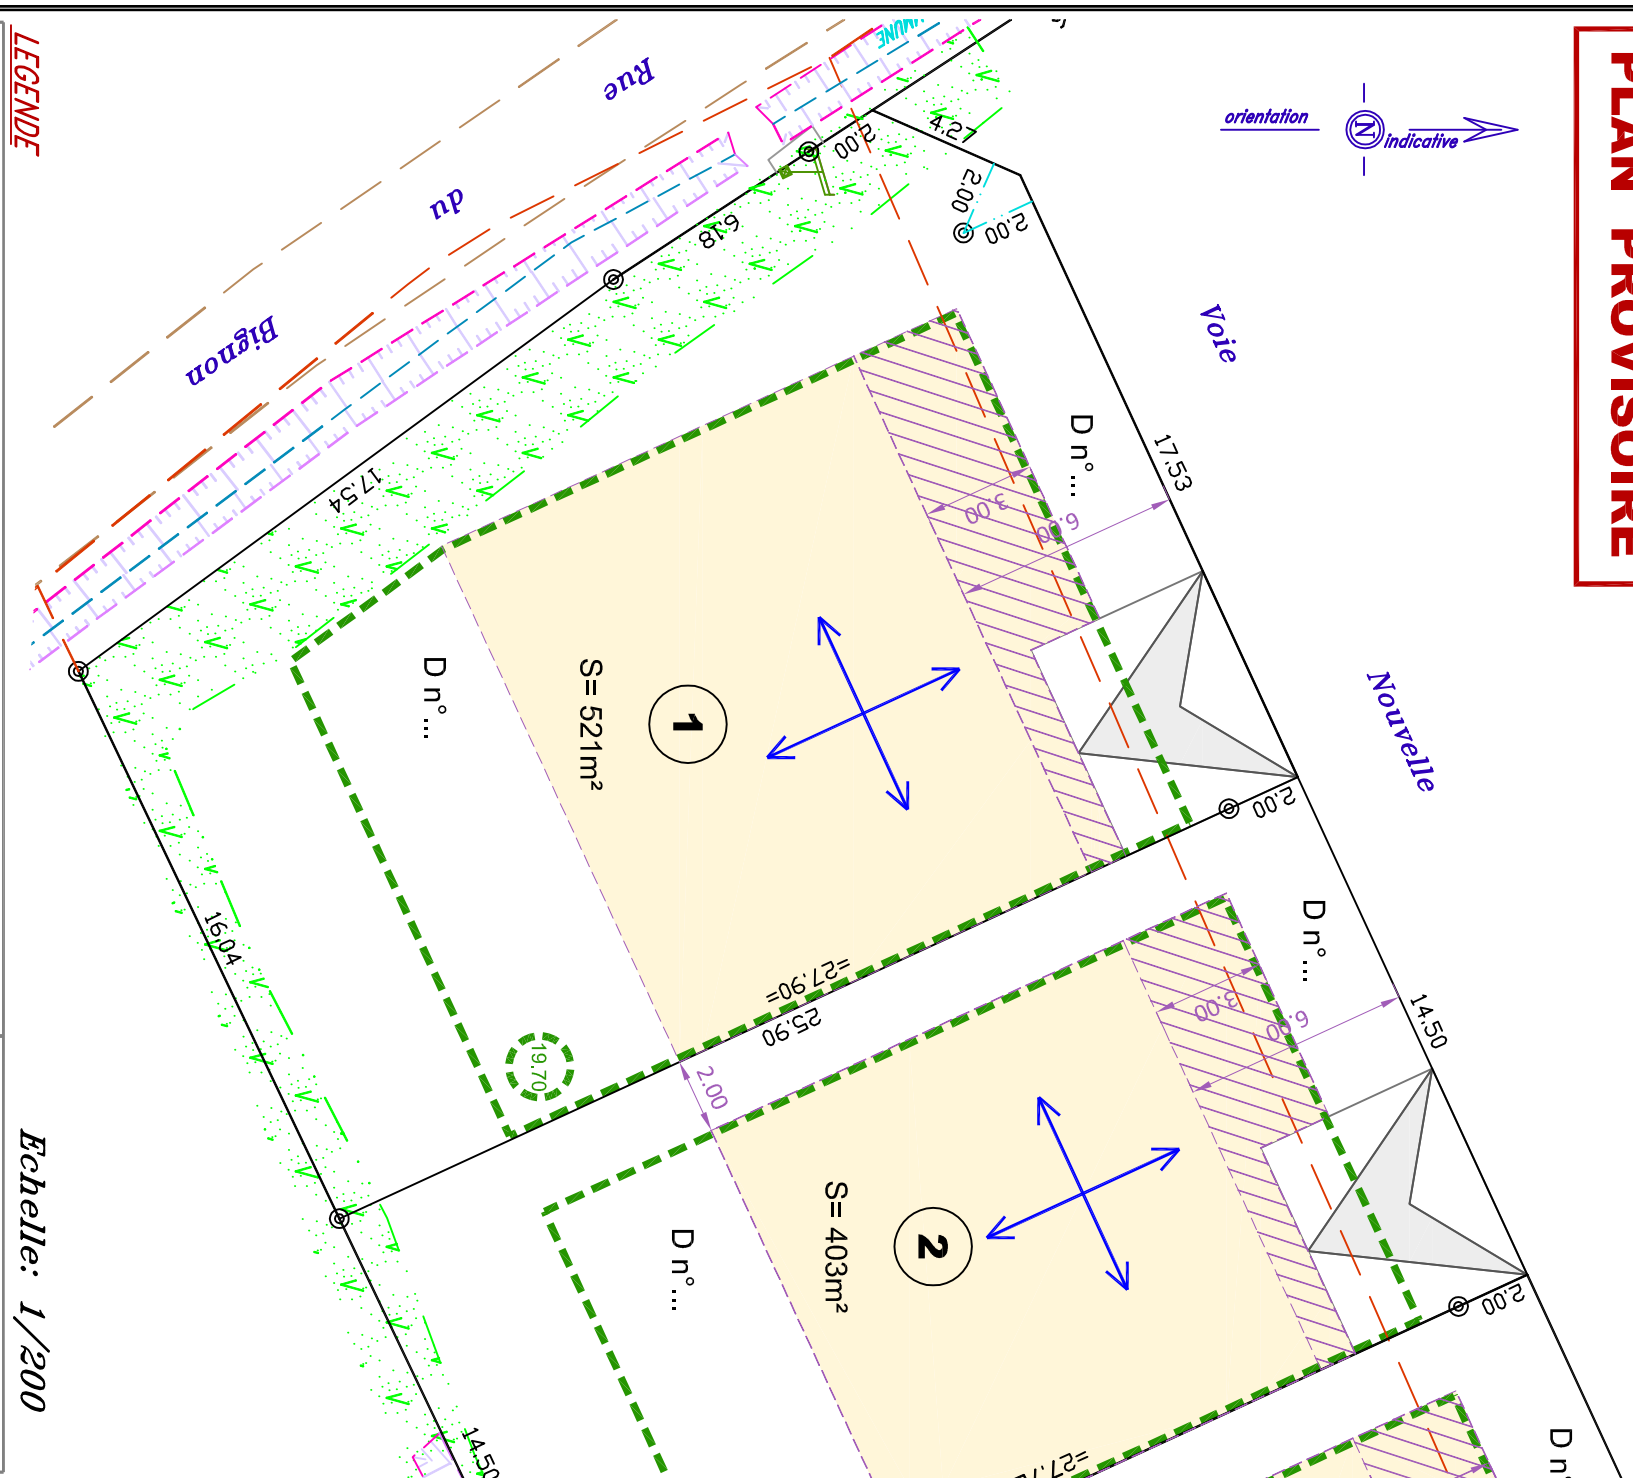 PLAN PROVISOIRE
orientation
N
indicative
LEGENDE
Rue
du
Bignon
Voie
Nouvelle
2.00
4.27
2.00
2.00
6.18
17.54
17.53
D n° ...
3.00
6.00
D n° ...
S= 521m²
1
2.00
16.04
=27.90=
25.90
19.70
2.00
D n° ...
14.50
3.00
6.00
S= 403m²
2
D n° ...
2.00
14.50
Echelle: 1/200